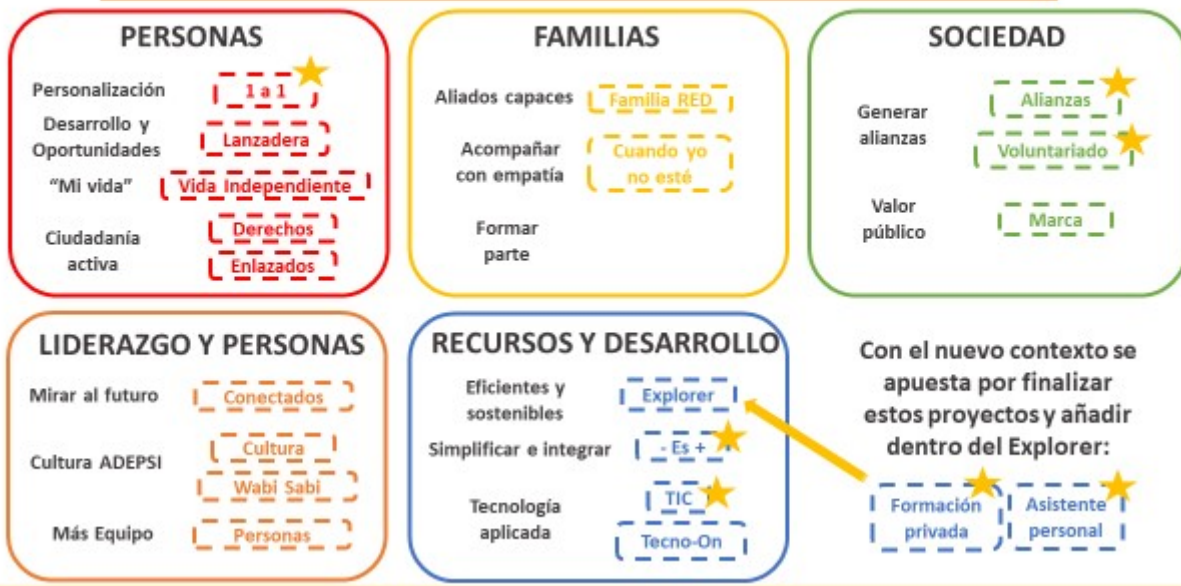 PERSONAS
Personalización
1 a 1
Desarrollo y
Oportunidades
Lanzadera
“Mi vida”
Vida Independiente
Ciudadanía
activa
Derechos
Enlazados
FAMILIAS
Aliados capaces
Familia RED
Acompañar
con empatía
Cuando yo
no esté
Formar
parte
SOCIEDAD
Generar
alianzas
Alianzas
Voluntariado
Valor
público
Marca
LIDERAZGO Y PERSONAS
Mirar al futuro
Conectados
Cultura ADEPSI
Cultura
Wabi Sabi
Más Equipo
Personas
RECURSOS Y DESARROLLO
Eficientes y
sostenibles
Explorer
Simplificar e integrar
- Es +
Tecnología
aplicada
TIC
Tecno-On
Con el nuevo contexto se
apuesta por finalizar
estos proyectos y añadir
dentro del Explorer:
Formación
privada
Asistente
personal